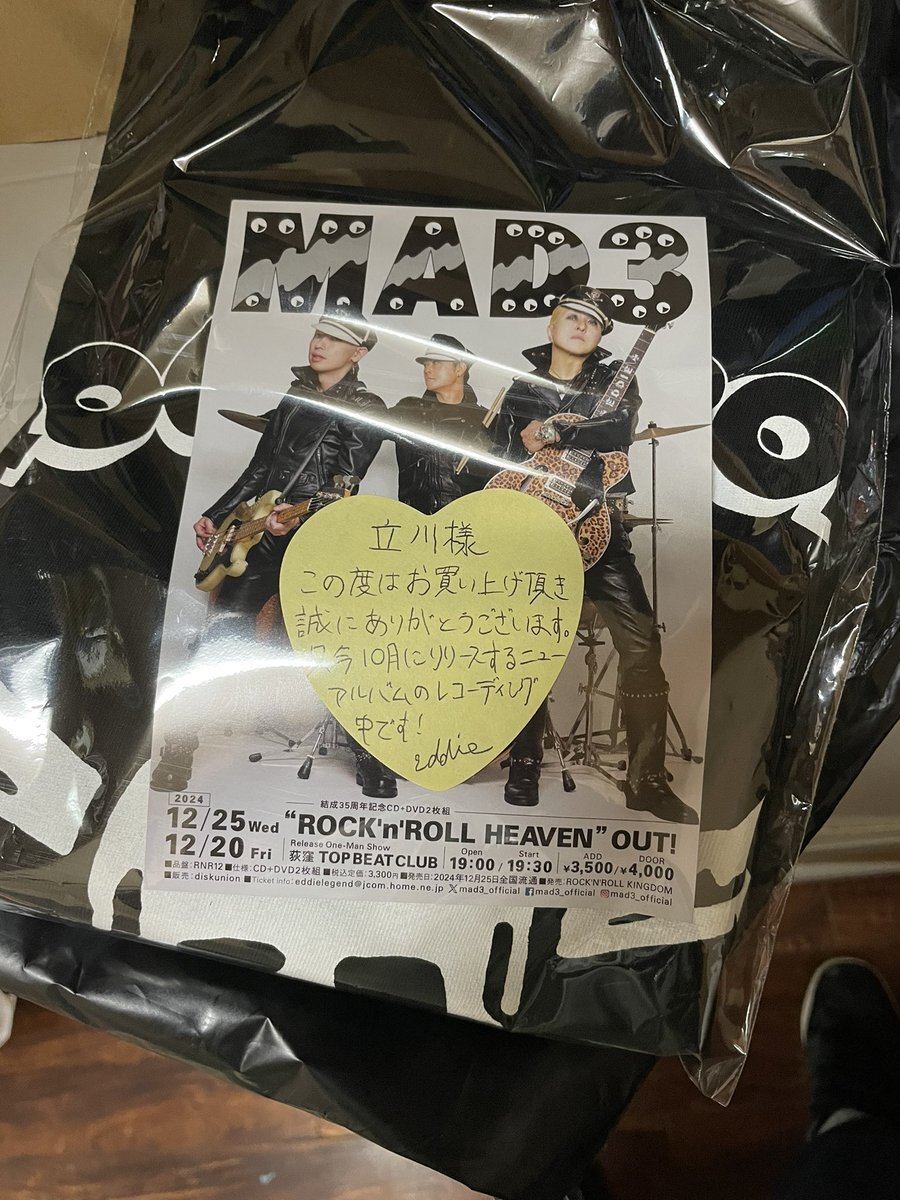 MAD3
EDDIE
立川様
この度はお買い上げ頂き
誠にありがとうございます。
今10月にリリースするニュー
アルバムのレコーディング
中です！
eddie
2024
12/25 Wed
12/20 Fri
結成35周年記念CD+DVD2枚組
“ROCK'n'ROLL HEAVEN” OUT!
Release One-Man Show
荻窪 TOP BEAT CLUB
Open Start
19:00 / 19:30
ADD DOOR
¥3,500 / ¥4,000
■品盤:RNR12 ■仕様:CD+DVD2枚組 ■税込定価:3,300円 ■発売日:2024年12月25日全国流通 ■発売:ROCK'N'ROLL KINGDOM
■販売:diskunion ■Ticket info:eddielegend@jcom.home.ne.jp mad3_official mad3_official mad3_official